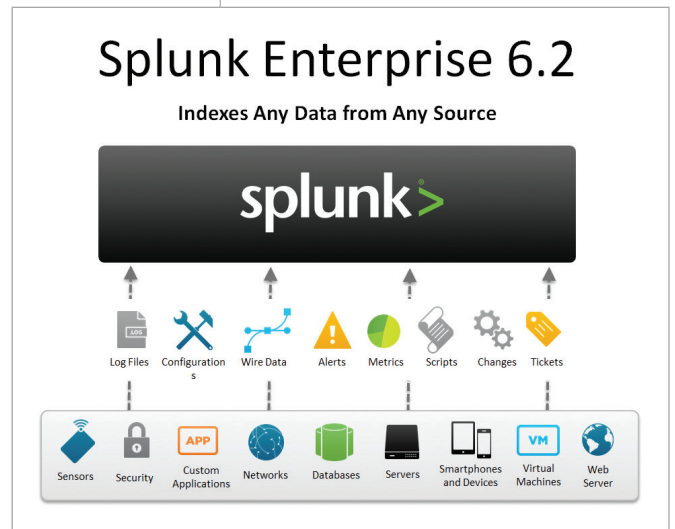 Splunk Enterprise 6.2
Indexes Any Data from Any Source
splunk>
LOG
Log Files
Configuration
s
Wire Data
Alerts
Metrics
Scripts
Changes
Tickets
APP
VM
Sensors
Security
Custom
Applications
Networks
Databases
Servers
Smartphones
and Devices
Virtual
Machines
Web
Server